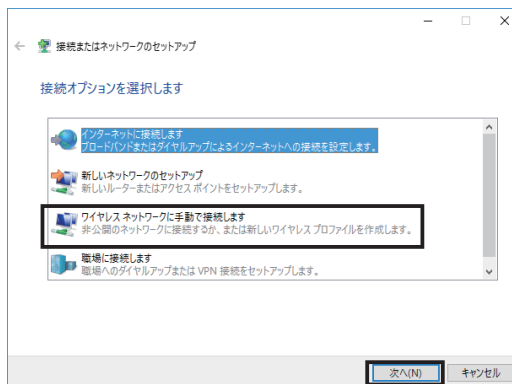 接続またはネットワークのセットアップ
接続オプションを選択します
インターネットに接続します
ブロードバンドまたはダイヤルアップによるインターネットへの接続を設定します。
新しいネットワークのセットアップ
新しいルーターまたはアクセス ポイントをセットアップします。
ワイヤレス ネットワークに手動で接続します
非公開のネットワークに接続するか、または新しいワイヤレス プロファイルを作成します。
職場に接続します
職場へのダイヤルアップまたは VPN 接続をセットアップします。
次へ(N) キャンセル